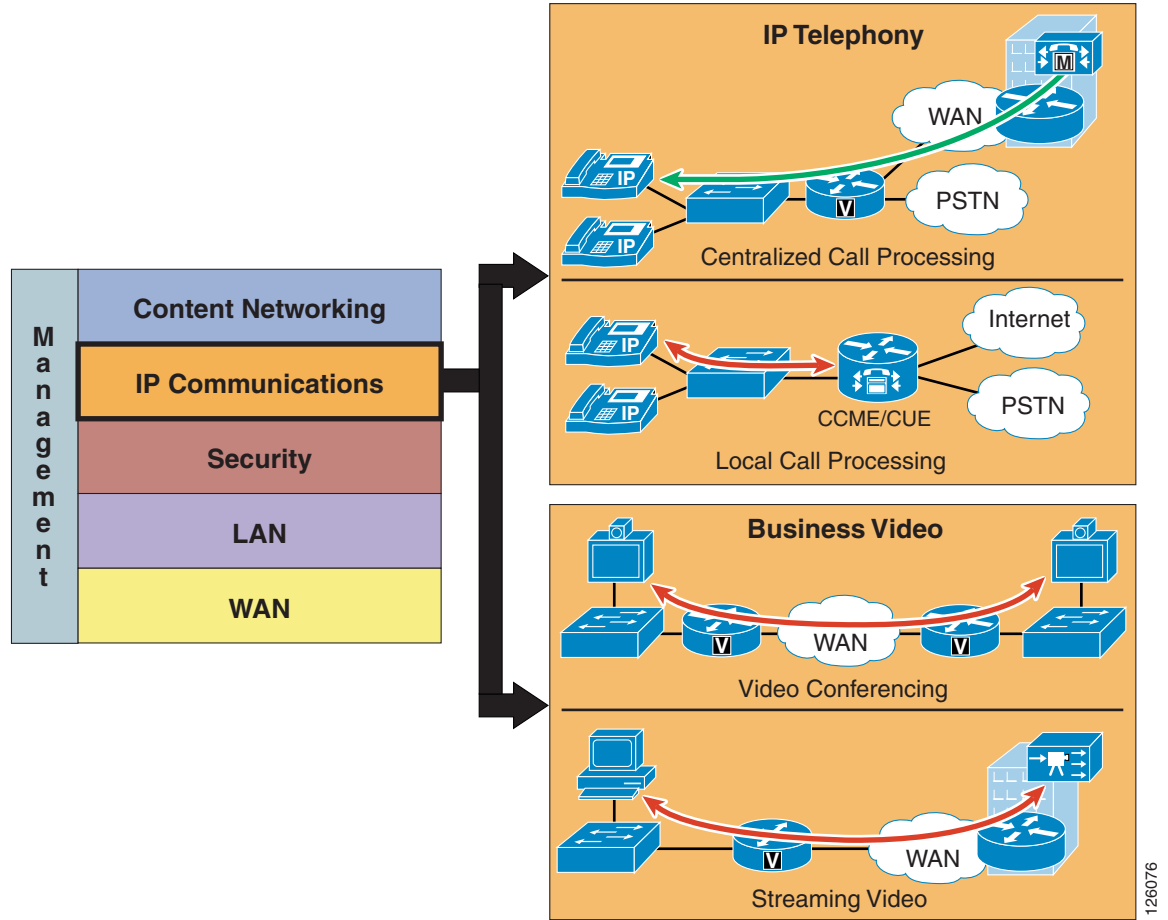 IP Telephony
M
WAN
IP
V
PSTN
IP
Centralized Call Processing
Internet
IP
IP
PSTN
CCME/CUE
Local Call Processing
Management
Content Networking
IP Communications
Security
LAN
WAN
Business Video
V
WAN
V
Video Conferencing
V
WAN
Streaming Video
126076